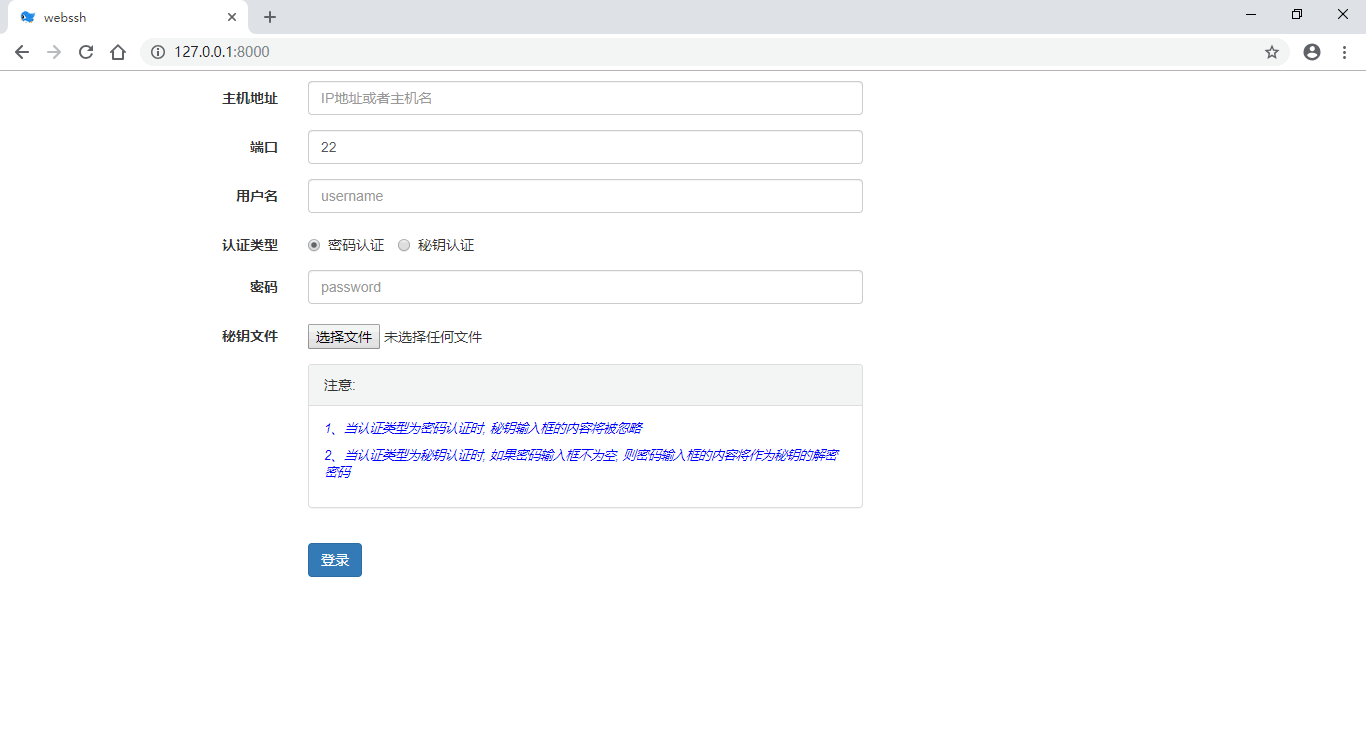 webssh
127.0.0.1:8000
主机地址 IP地址或者主机名
端口 22
用户名 username
认证类型 密码认证 秘钥认证
密码 password
秘钥文件 选择文件 未选择任何文件
注意:
1、当认证类型为密码认证时, 秘钥输入框的内容将被忽略
2、当认证类型为秘钥认证时, 如果密码输入框不为空, 则密码输入框的内容将作为秘钥的解密
密码
登录